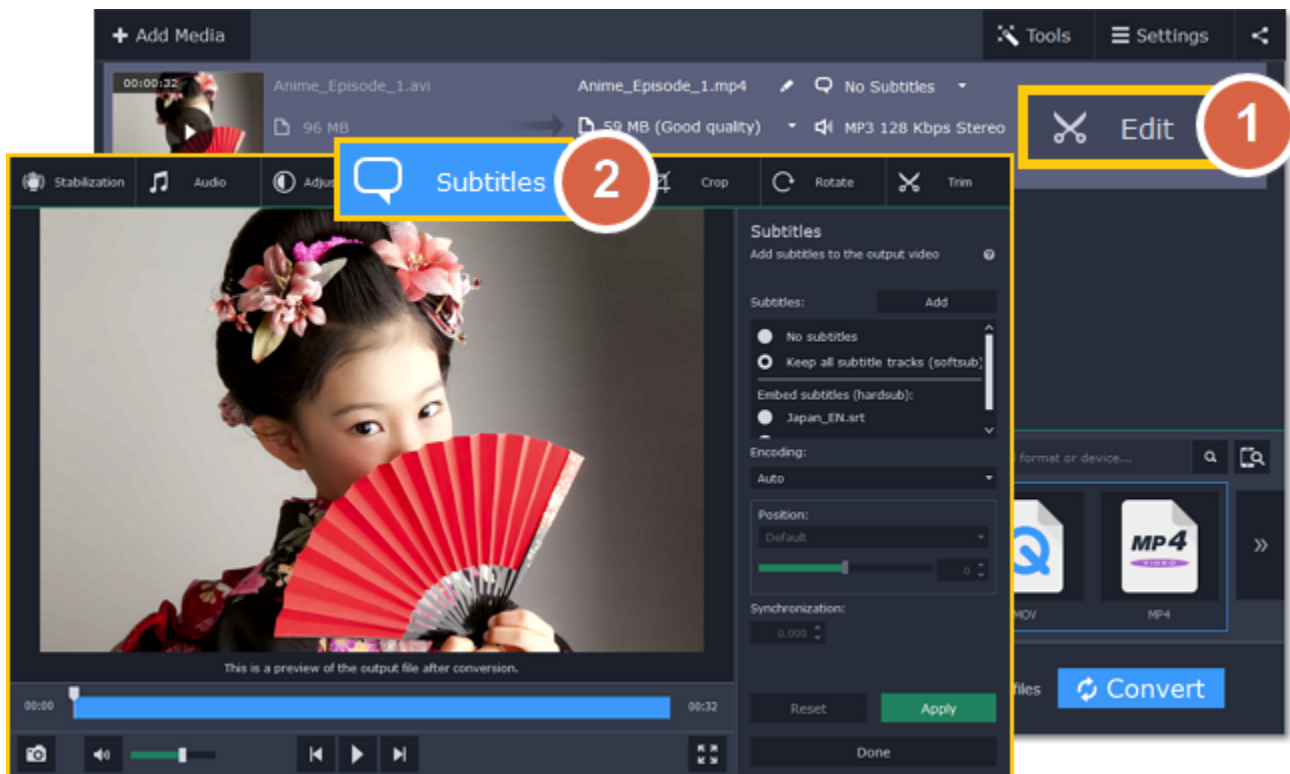 Add Media
Tools
Settings
00:00:32
Anime_Episode_1.avi
Anime_Episode_1.mp4
No Subtitles
96 MB
59 MB (Good quality)
MP3 128 Kbps Stereo
Edit
1
Stabilization
Audio
Adjus
Subtitles
2
Crop
Rotate
Trim
Subtitles
Add subtitles to the output video
Subtitles:
Add
No subtitles
Keep all subtitle tracks (softsub)
Embed subtitles (hardsub):
Japan_EN.srt
Encoding:
Auto
Position:
Default
0
Synchronization:
0.000
This is a preview of the output file after conversion.
00:00
00:32
Reset
Apply
Done
format or device...
MOV
MP4
VIDEO
MP4
files
Convert